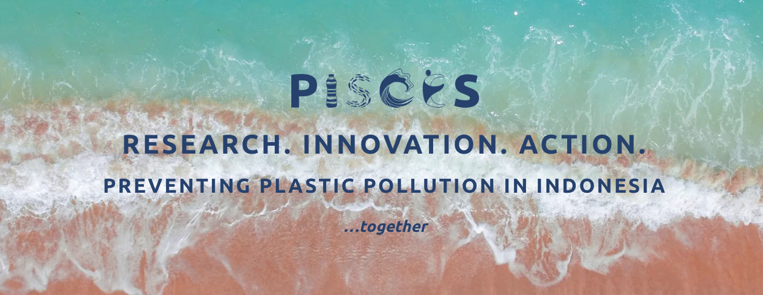 PISCES
RESEARCH. INNOVATION. ACTION.
PREVENTING PLASTIC POLLUTION IN INDONESIA
...together